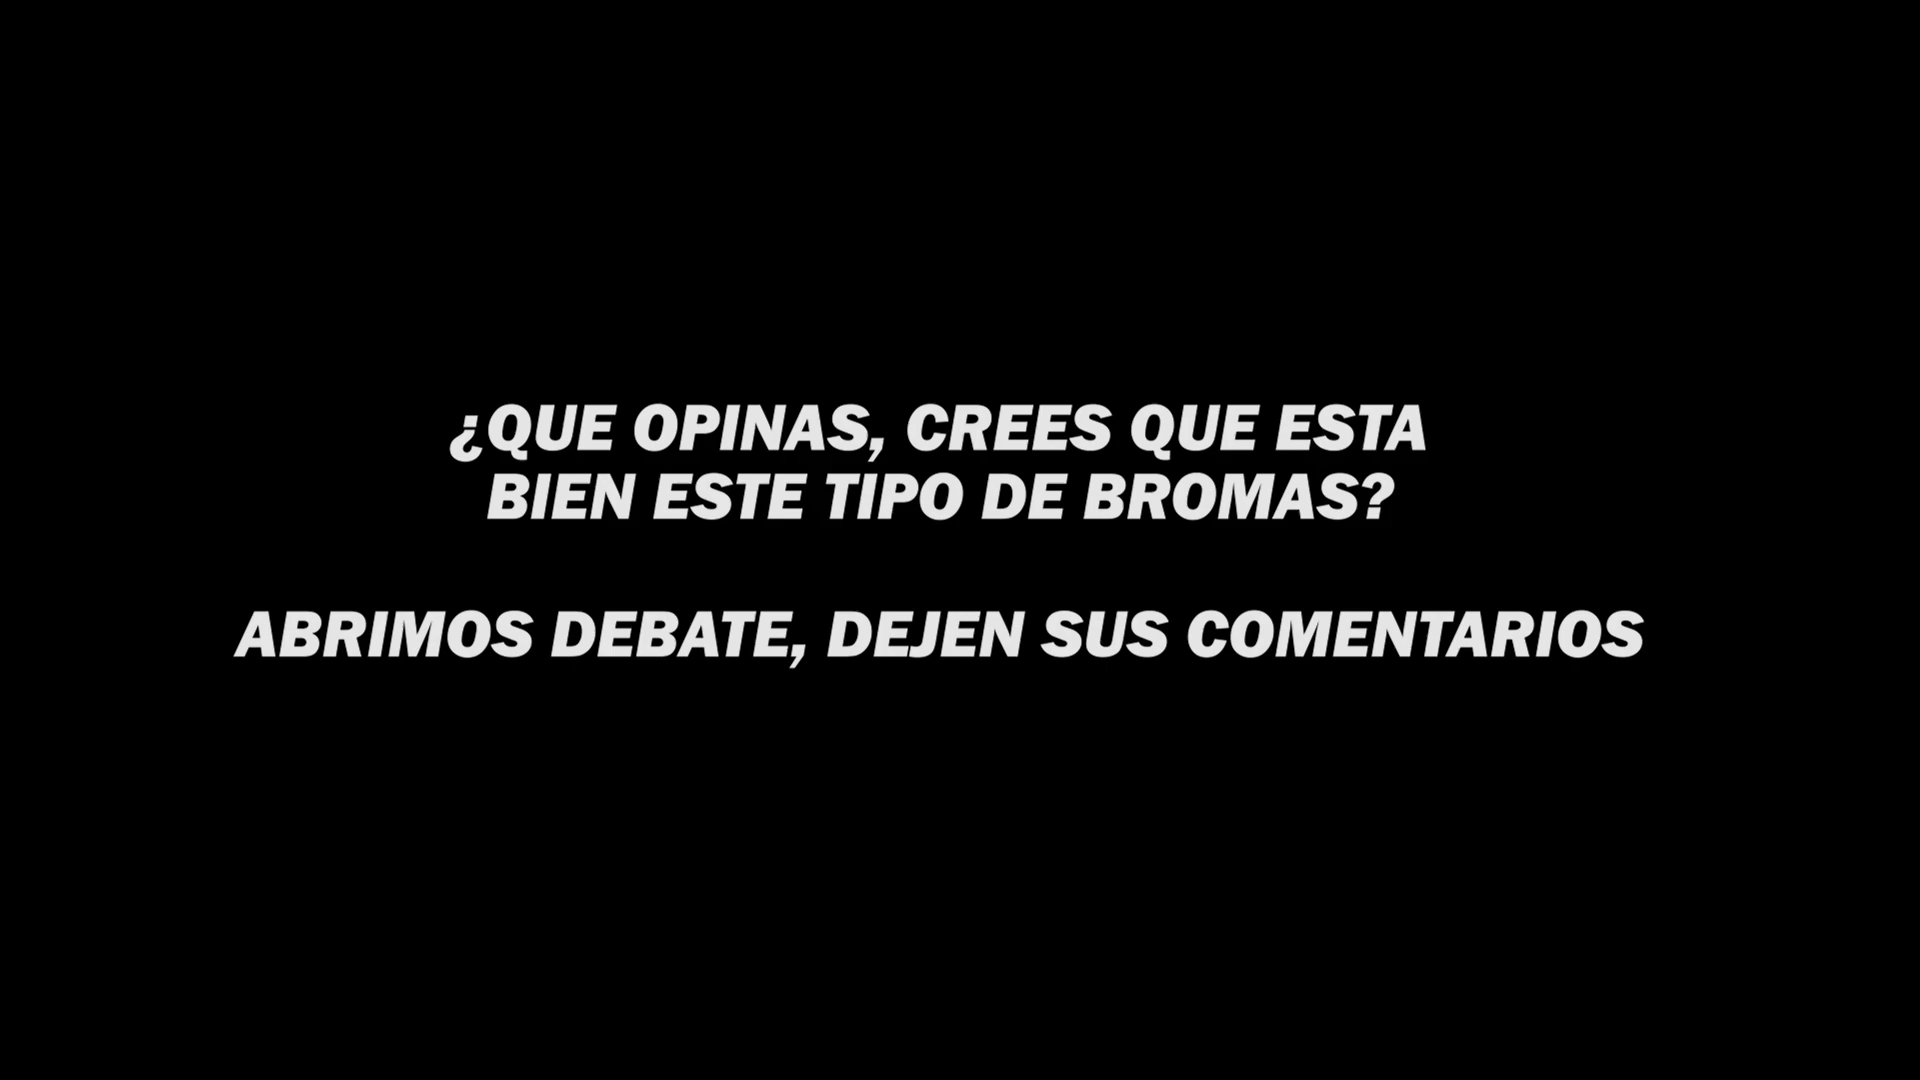 ¿QUE OPINAS, CREES QUE ESTA
BIEN ESTE TIPO DE BROMAS?
ABRIMOS DEBATE, DEJEN SUS COMENTARIOS